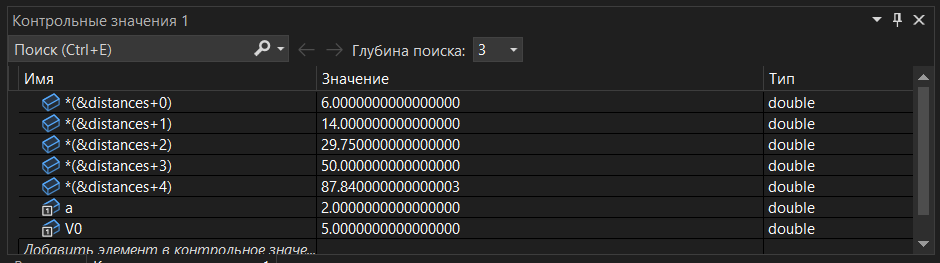 Контрольные значения 1
Поиск (Ctrl+E) Глубина поиска: 3
Имя Значение Тип
*(&distances+0) 6.0000000000000000 double
*(&distances+1) 14.000000000000000 double
*(&distances+2) 29.750000000000000 double
*(&distances+3) 50.000000000000000 double
*(&distances+4) 87.840000000000003 double
a 2.0000000000000000 double
V0 5.0000000000000000 double
Добавить элемент в контрольное значе...